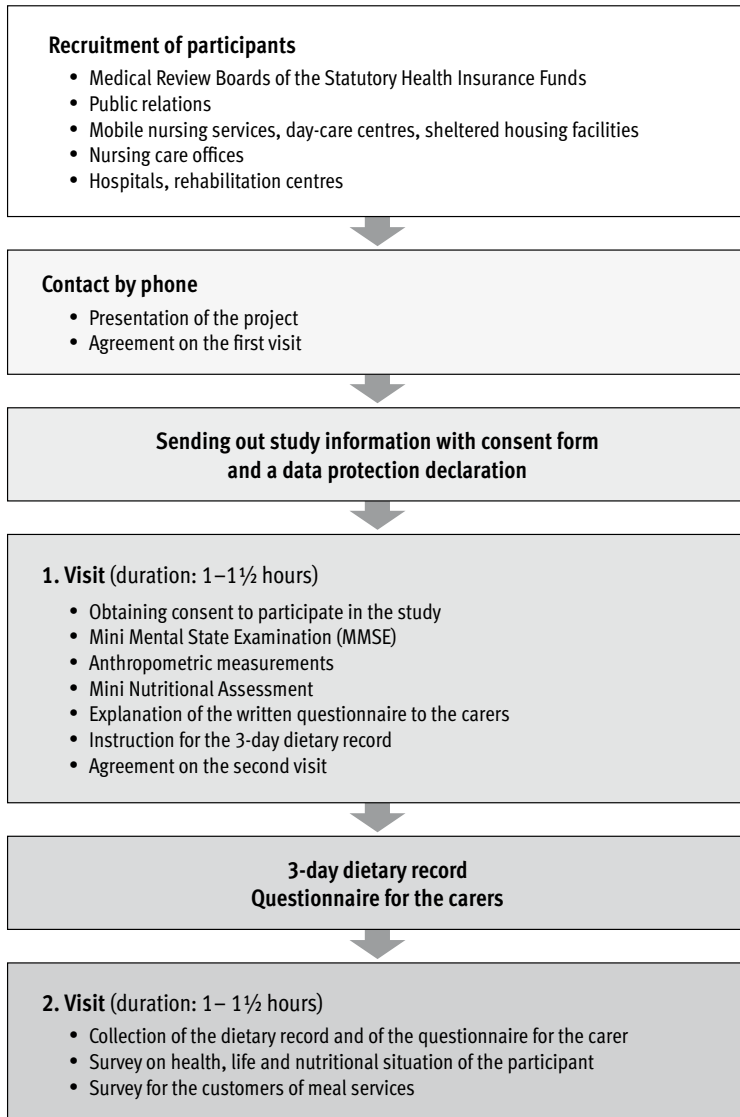 Recruitment of participants
• Medical Review Boards of the Statutory Health Insurance Funds
• Public relations
• Mobile nursing services, day-care centres, sheltered housing facilities
• Nursing care offices
• Hospitals, rehabilitation centres
Contact by phone
• Presentation of the project
• Agreement on the first visit
Sending out study information with consent form
and a data protection declaration
1. Visit (duration: 1–1½ hours)
• Obtaining consent to participate in the study
• Mini Mental State Examination (MMSE)
• Anthropometric measurements
• Mini Nutritional Assessment
• Explanation of the written questionnaire to the carers
• Instruction for the 3-day dietary record
• Agreement on the second visit
3-day dietary record
Questionnaire for the carers
2. Visit (duration: 1– 1½ hours)
• Collection of the dietary record and of the questionnaire for the carer
• Survey on health, life and nutritional situation of the participant
• Survey for the customers of meal services